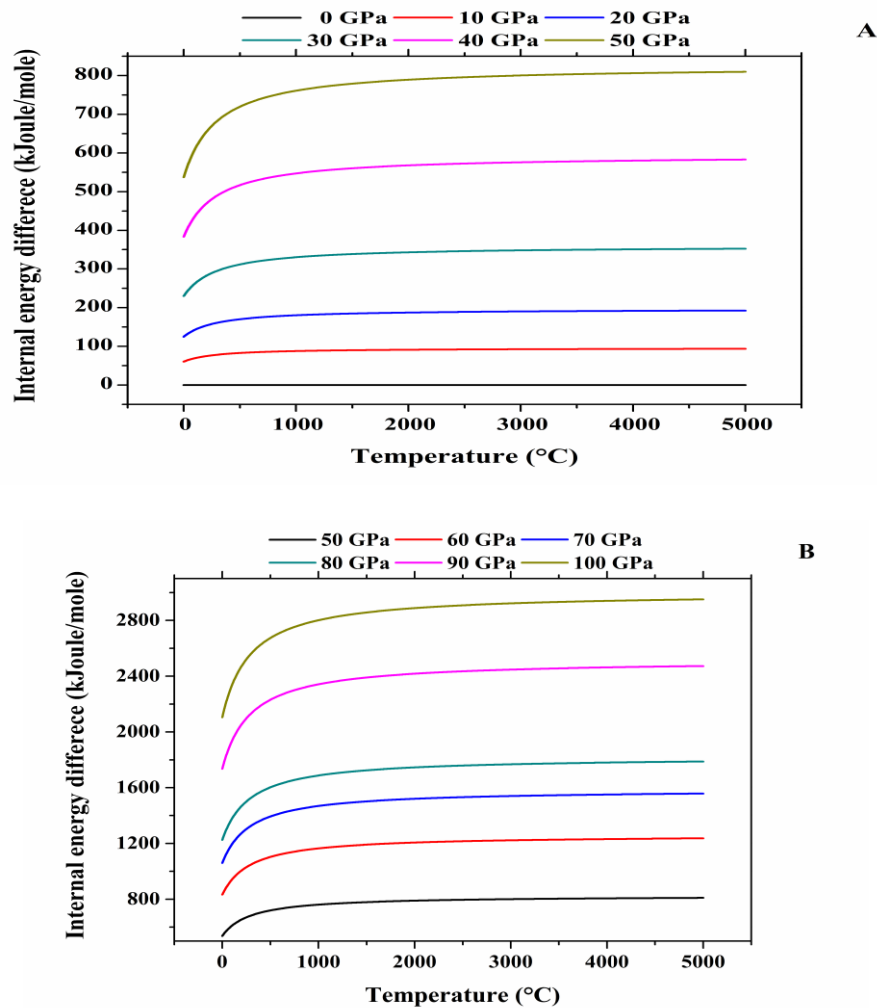 0 GPa 10 GPa 20 GPa
30 GPa 40 GPa 50 GPa
A
800
700
600
500
400
300
200
100
0
Internal energy differece (kJoule/mole)
0 1000 2000 3000 4000 5000
Temperature (°C)
50 GPa 60 GPa 70 GPa
80 GPa 90 GPa 100 GPa
B
2800
2400
2000
1600
1200
800
Internal energy differece (kJoule/mole)
0 1000 2000 3000 4000 5000
Temperature (°C)